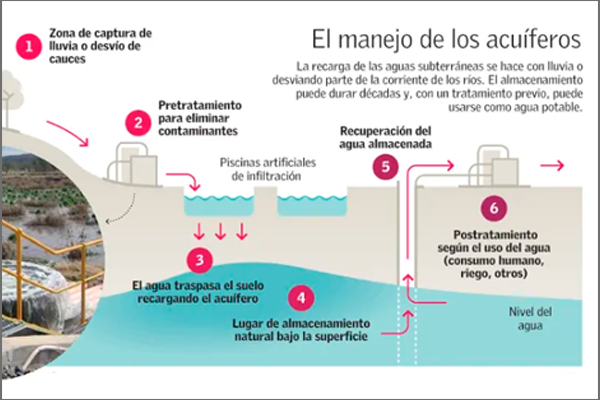 El manejo de los acuíferos
La recarga de las aguas subterráneas se hace con lluvia o
desviando parte de la corriente de los ríos. El almacenamiento
puede durar décadas y, con un tratamiento previo, puede
usarse como agua potable.
1
Zona de captura de
lluvia o desvío de
cauces
2
Pretratamiento
para eliminar
contaminantes
Piscinas artificiales
de infiltración
3
El agua traspasa el suelo
recargando el acuífero
4
Lugar de almacenamiento
natural bajo la superficie
Recuperación del
agua almacenada
5
6
Postratamiento
según el uso del agua
(consumo humano,
riego, otros)
Nivel del
agua